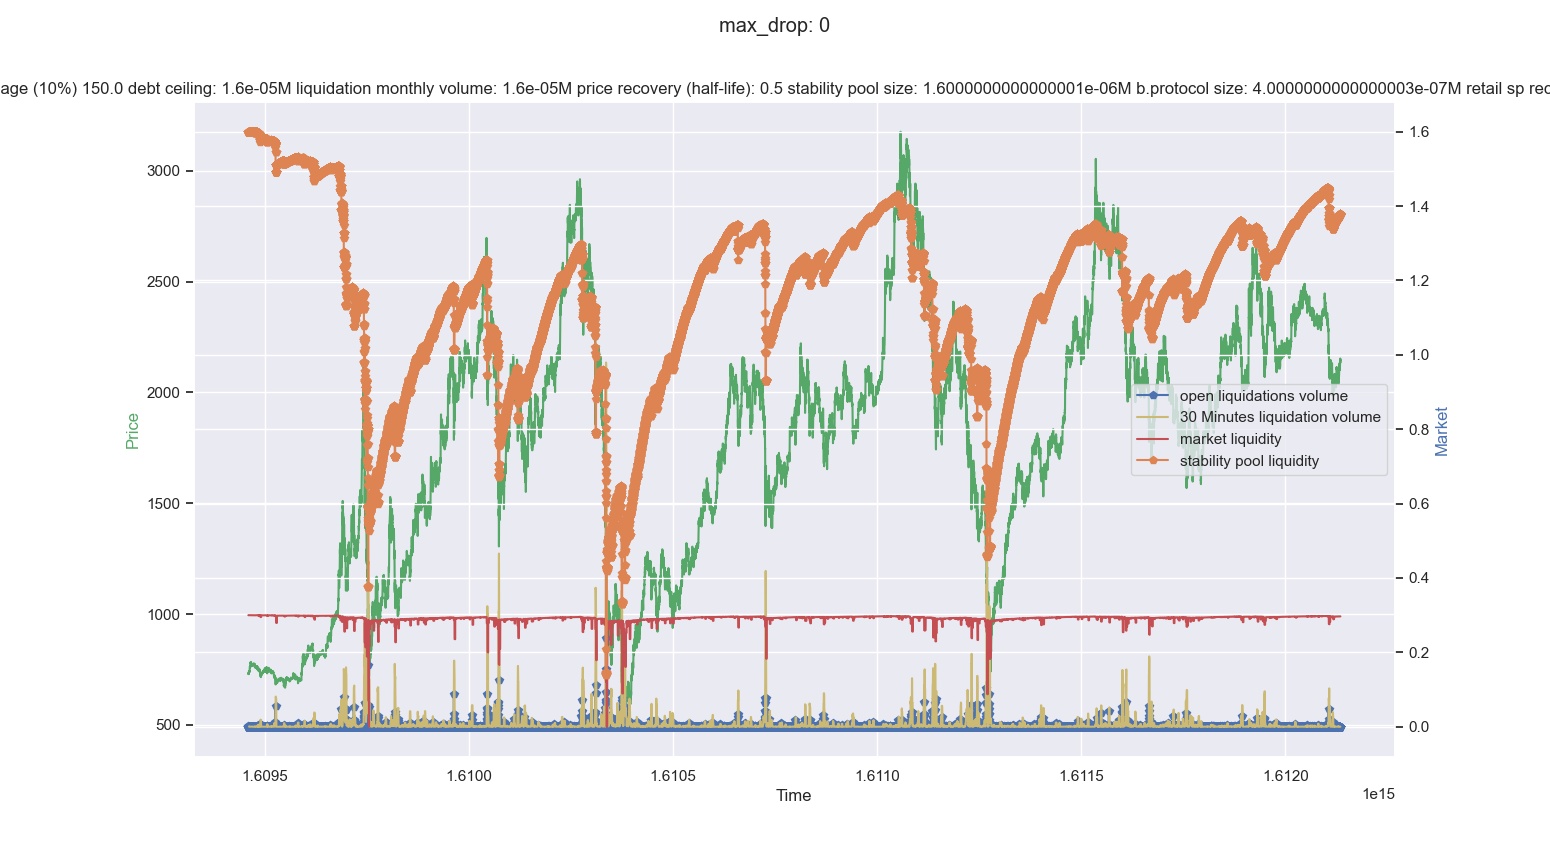 max_drop: 0
age (10%) 150.0 debt ceiling: 1.6e-05M liquidation monthly volume: 1.6e-05M price recovery (half-life): 0.5 stability pool size: 1.6000000000000001e-06M b.protocol size: 4.0000000000000003e-07M retail sp rec
3000
2500
2000
1500
1000
500
Price
1.6
1.4
1.2
1.0
0.8
0.6
0.4
0.2
0.0
Market
open liquidations volume
30 Minutes liquidation volume
market liquidity
stability pool liquidity
1.6095 1.6100 1.6105 1.6110 1.6115 1.6120
Time
1e15